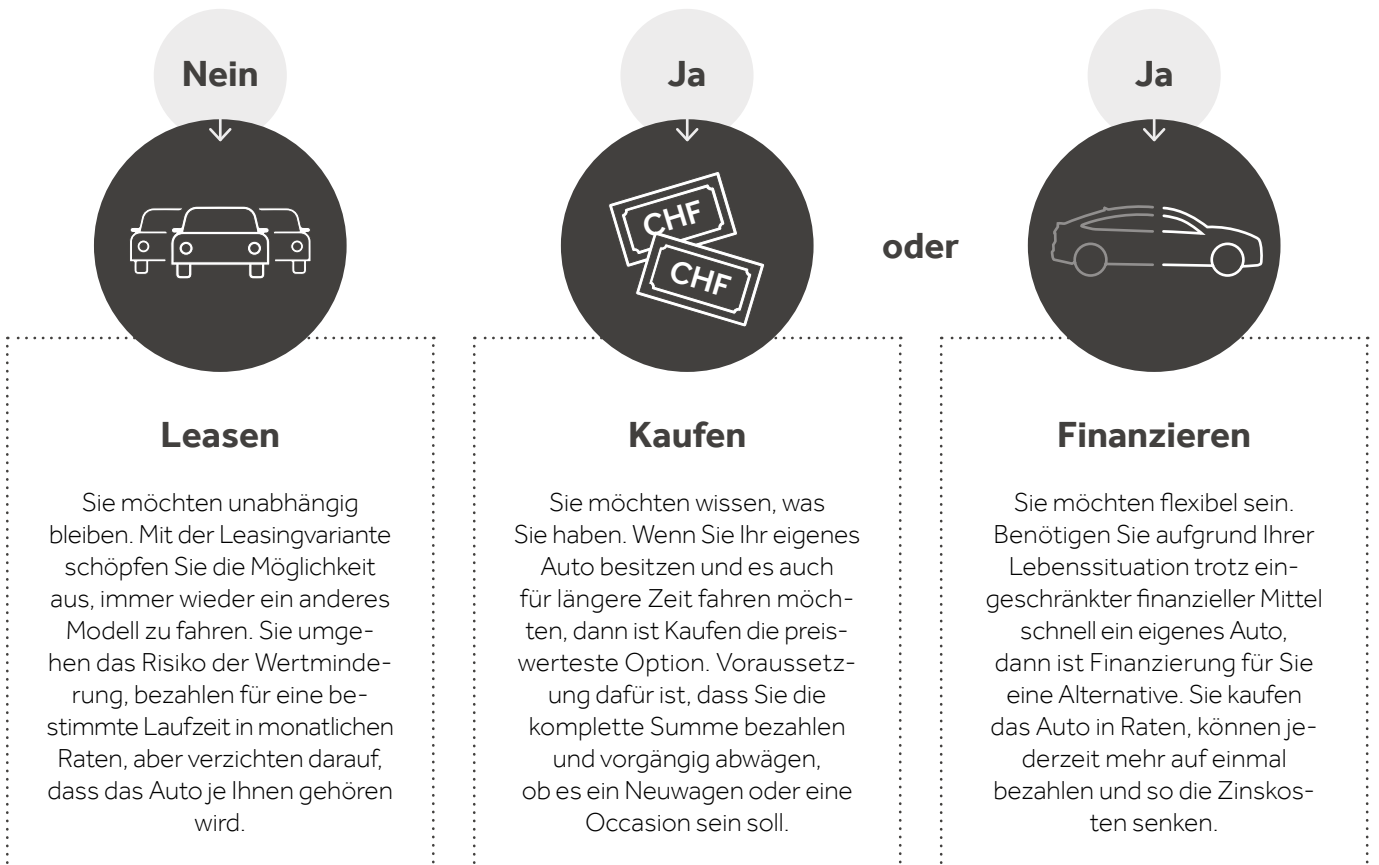 Nein
Leasen
Sie möchten unabhängig
bleiben. Mit der Leasingvariante
schöpfen Sie die Möglichkeit
aus, immer wieder ein anderes
Modell zu fahren. Sie umge-
hen das Risiko der Wertminde-
rung, bezahlen für eine be-
stimmte Laufzeit in monatlichen
Raten, aber verzichten darauf,
dass das Auto je Ihnen gehören
wird.
Ja
CHF
CHF
Kaufen
Sie möchten wissen, was
Sie haben. Wenn Sie Ihr eigenes
Auto besitzen und es auch
für längere Zeit fahren möch-
ten, dann ist Kaufen die preis-
werteste Option. Voraussetz-
ung dafür ist, dass Sie die
komplette Summe bezahlen
und vorgängig abwägen,
ob es ein Neuwagen oder eine
Occasion sein soll.
oder
Ja
Finanzieren
Sie möchten flexibel sein.
Benötigen Sie aufgrund Ihrer
Lebenssituation trotz ein-
geschränkter finanzieller Mittel
schnell ein eigenes Auto,
dann ist Finanzierung für Sie
eine Alternative. Sie kaufen
das Auto in Raten, können je-
derzeit mehr auf einmal
bezahlen und so die Zinskos-
ten senken.